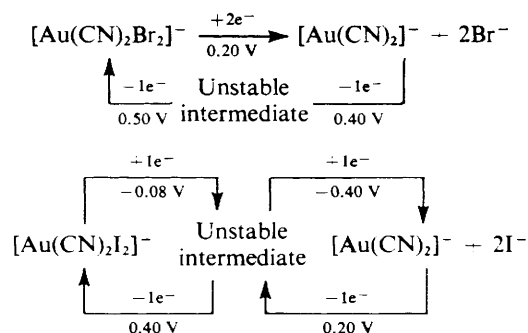 +2e⁻
[Au(CN)₂Br₂]⁻ [Au(CN)₂]⁻ + 2Br⁻
0.20 V
−1e⁻ Unstable −1e⁻
0.50 V intermediate 0.40 V
+1e⁻ +1e⁻
−0.08 V −0.40 V
[Au(CN)₂I₂]⁻ Unstable [Au(CN)₂]⁻ + 2I⁻
intermediate
−1e⁻ −1e⁻
0.40 V 0.20 V